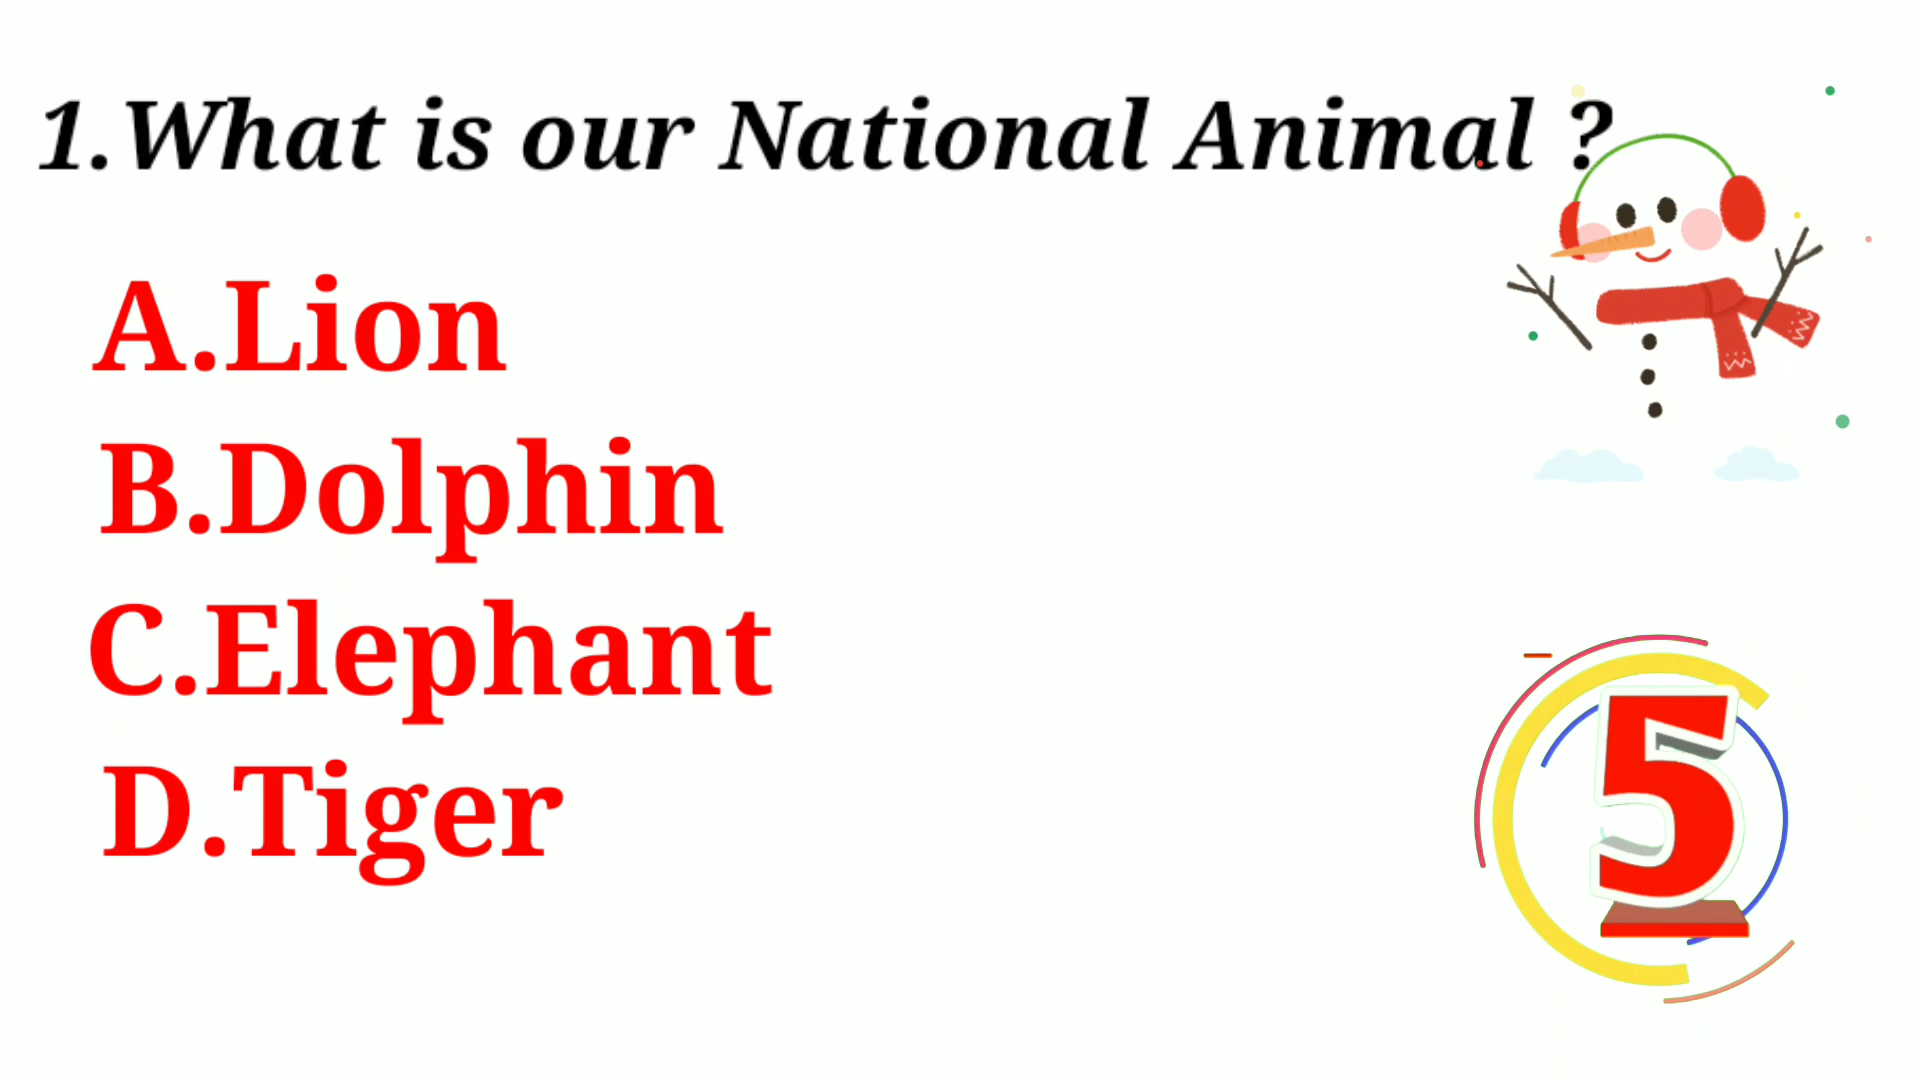 1.What is our National Animal ?
A.Lion
B.Dolphin
C.Elephant
D.Tiger
5